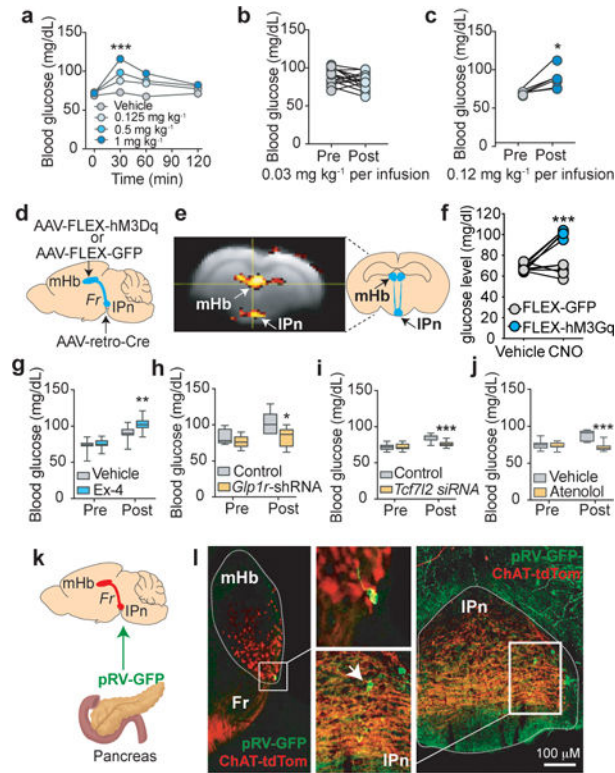 a
Blood glucose (mg/dL)
150
100
50
0
***
Vehicle
0.125 mg kg⁻¹
0.5 mg kg⁻¹
1 mg kg⁻¹
0 30 60 120
Time (min)
b
Blood glucose (mg/dL)
150
100
50
0
Pre Post
0.03 mg kg⁻¹ per infusion
c
Blood glucose (mg/dL)
150
100
50
0
*
Pre Post
0.12 mg kg⁻¹ per infusion
d
AAV-FLEX-hM3Dq
or
AAV-FLEX-GFP
mHb
Fr
IPn
AAV-retro-Cre
e
mHb
IPn
mHb
IPn
f
glucose level (mg/dl)
120
100
80
60
40
20
0
***
FLEX-GFP
FLEX-hM3Gq
Vehicle CNO
g
Blood glucose (mg/dL)
150
100
50
0
**
Vehicle
Ex-4
Pre Post
h
Blood glucose (mg/dL)
150
100
50
0
*
Control
Glp1r-shRNA
Pre Post
i
Blood glucose (mg/dL)
150
100
50
0
***
Control
Tcf7l2 siRNA
Pre Post
j
Blood glucose (mg/dL)
150
100
50
0
***
Vehicle
Atenolol
Pre Post
k
mHb
Fr
IPn
pRV-GFP
Pancreas
l
mHb
Fr
pRV-GFP
ChAT-tdTom
IPn
pRV-GFP
ChAT-tdTom
IPn
100 μM